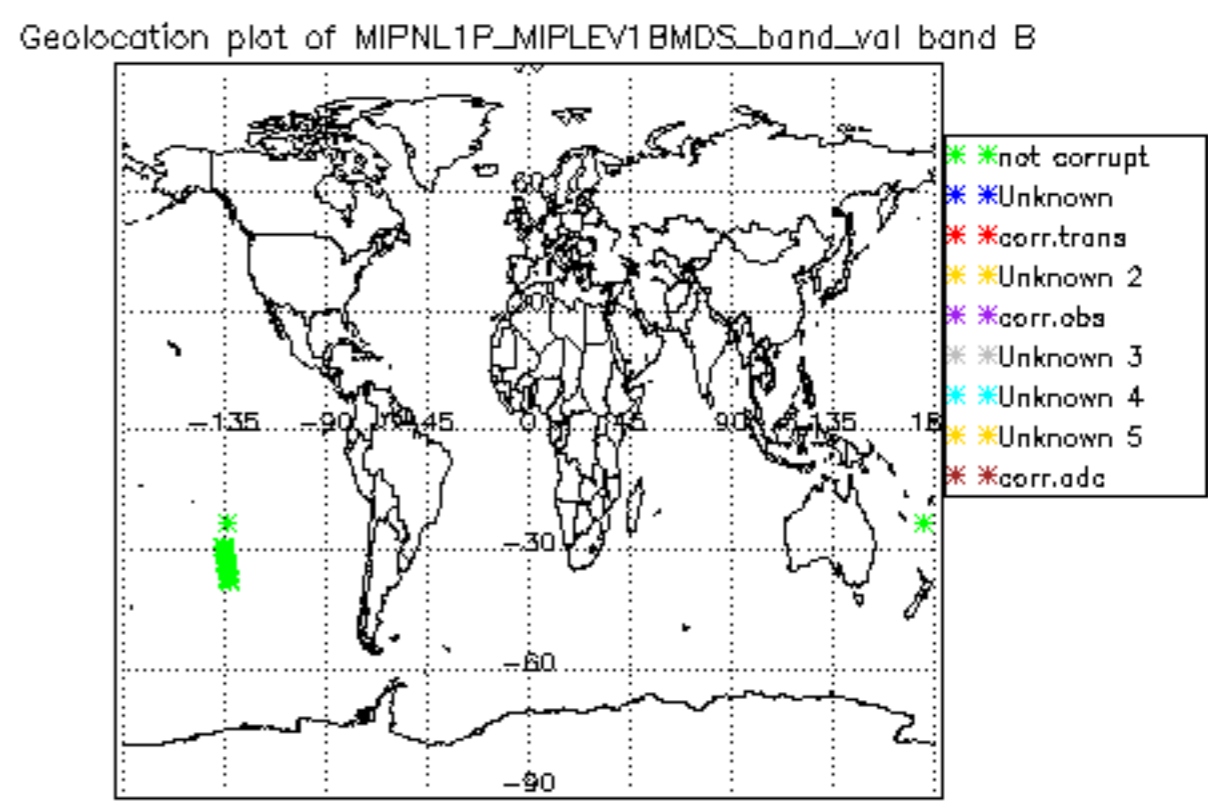 Geolocation plot of MIPNL1P_MIPLEV1BMDS_band_val band B
not corrupt
Unknown
corr.trans
Unknown 2
corr.obs
Unknown 3
Unknown 4
Unknown 5
corr.adc
60
-135 -90 0 45 90 135
-30
-60
-90